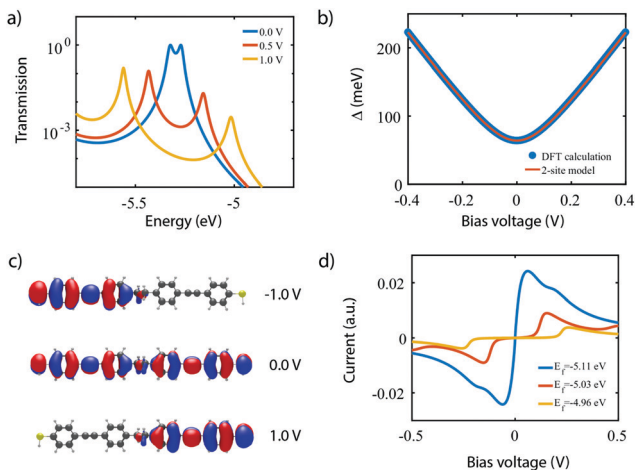 a)
Transmission
10^0
10^-3
0.0 V
0.5 V
1.0 V
-5.5
-5
Energy (eV)
b)
Δ (meV)
200
100
0
DFT calculation
2-site model
-0.4
-0.2
0
0.2
0.4
Bias voltage (V)
c)
-1.0 V
0.0 V
1.0 V
d)
Current (a.u.)
0.02
0
-0.02
E_f=-5.11 eV
E_f=-5.03 eV
E_f=-4.96 eV
-0.5
0
0.5
Bias voltage (V)